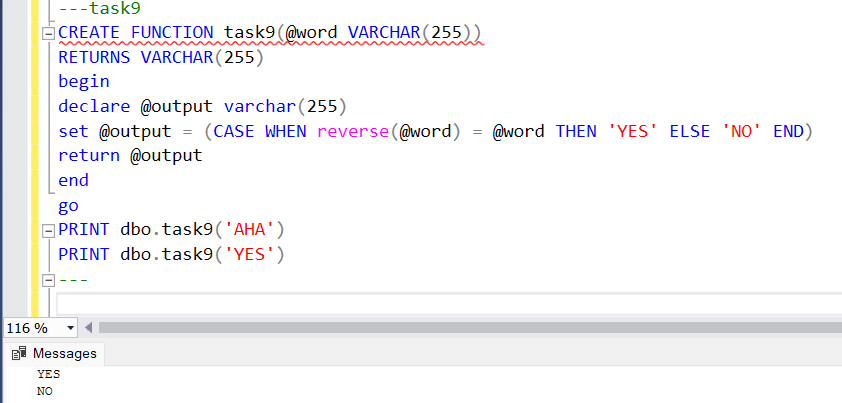 ---task9
CREATE FUNCTION task9(@word VARCHAR(255))
RETURNS VARCHAR(255)
begin
declare @output varchar(255)
set @output = (CASE WHEN reverse(@word) = @word THEN 'YES' ELSE 'NO' END)
return @output
end
go
PRINT dbo.task9('AHA')
PRINT dbo.task9('YES')
---
116 %
Messages
YES
NO